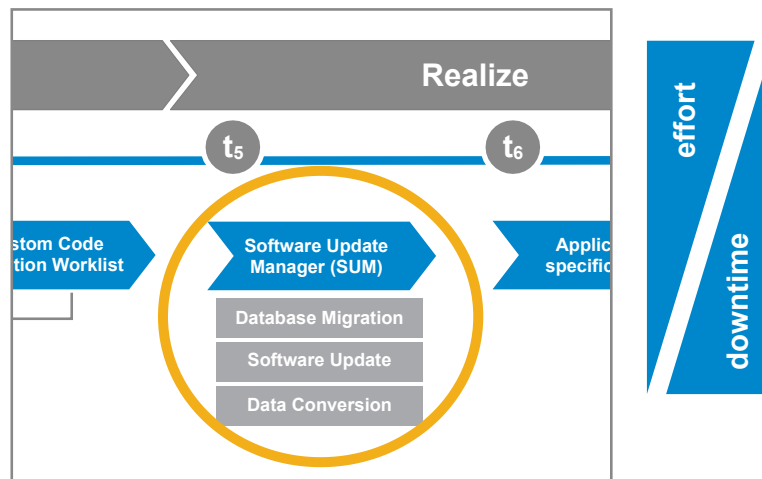 Realize
t5
t6
stom Code
tion Worklist
Software Update
Manager (SUM)
Applic
specific
Database Migration
Software Update
Data Conversion
effort
downtime